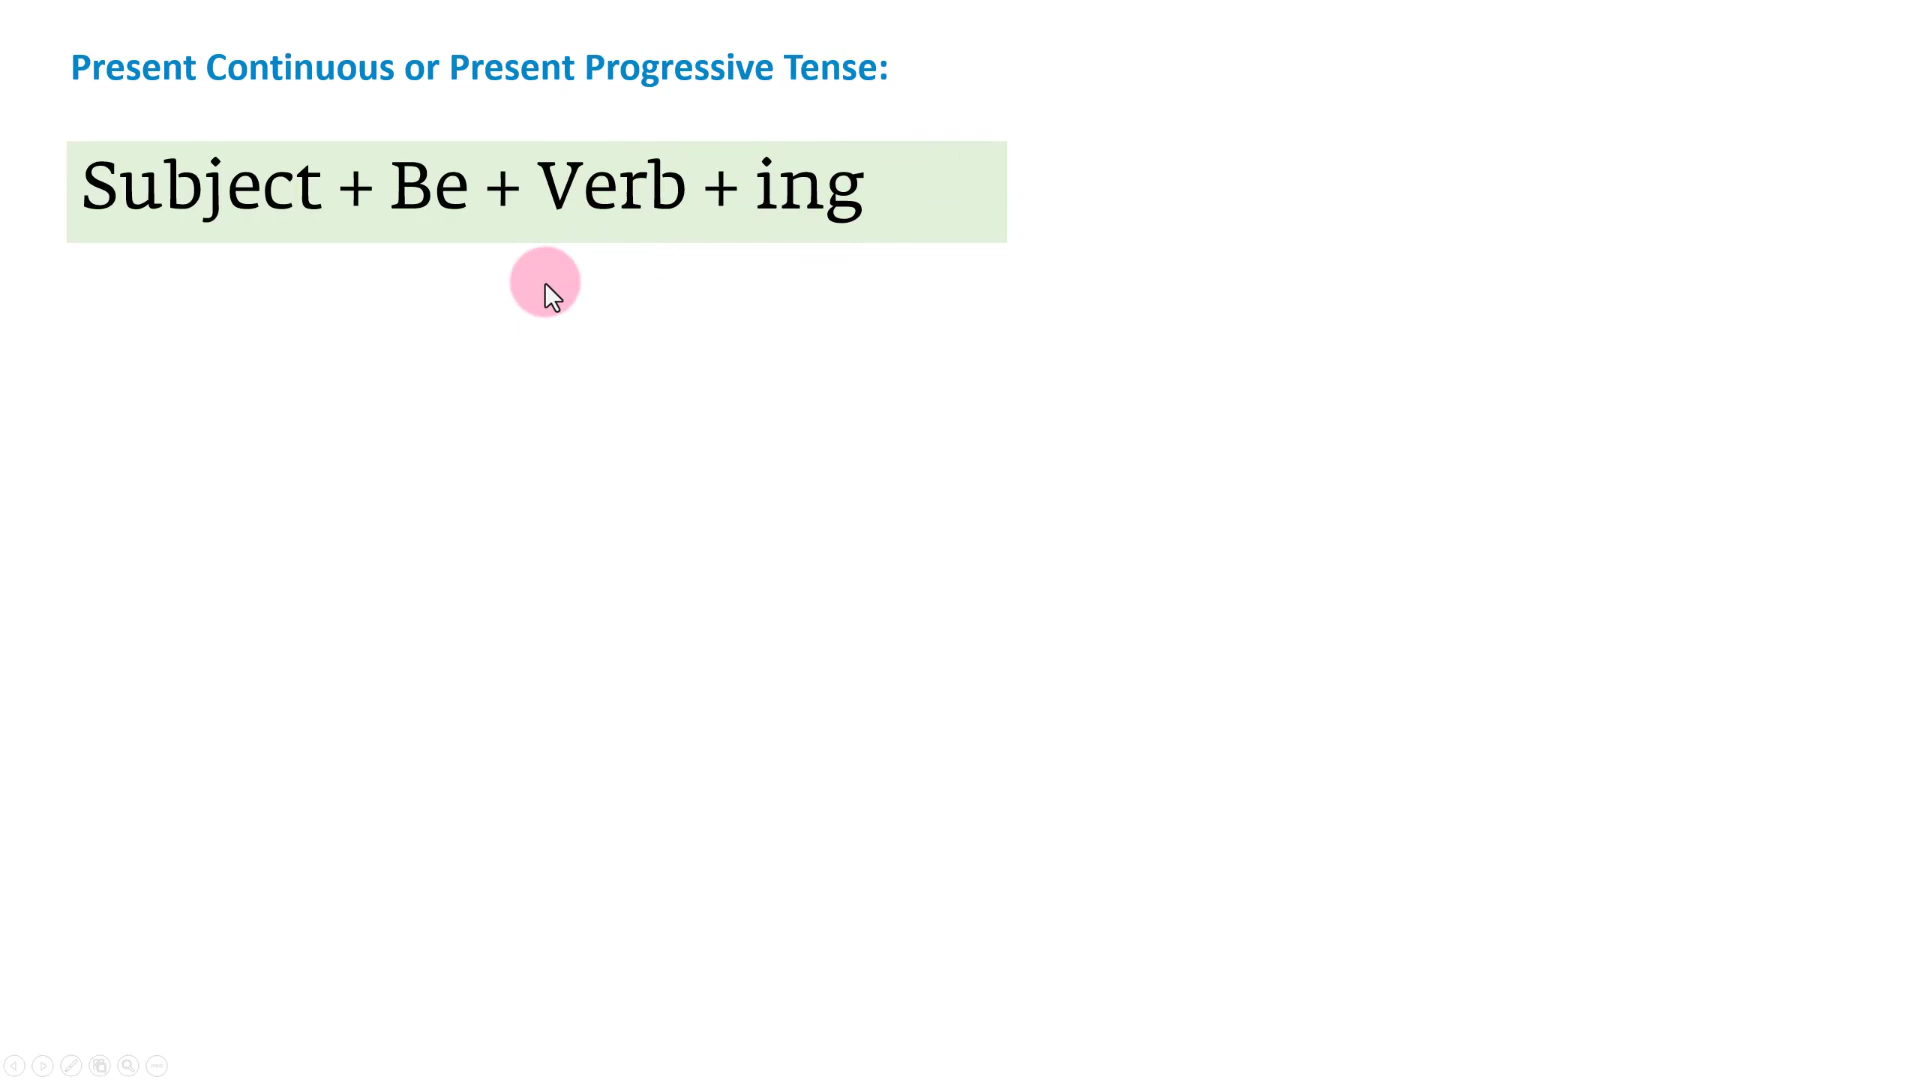 Present Continuous or Present Progressive Tense:
Subject + Be + Verb + ing